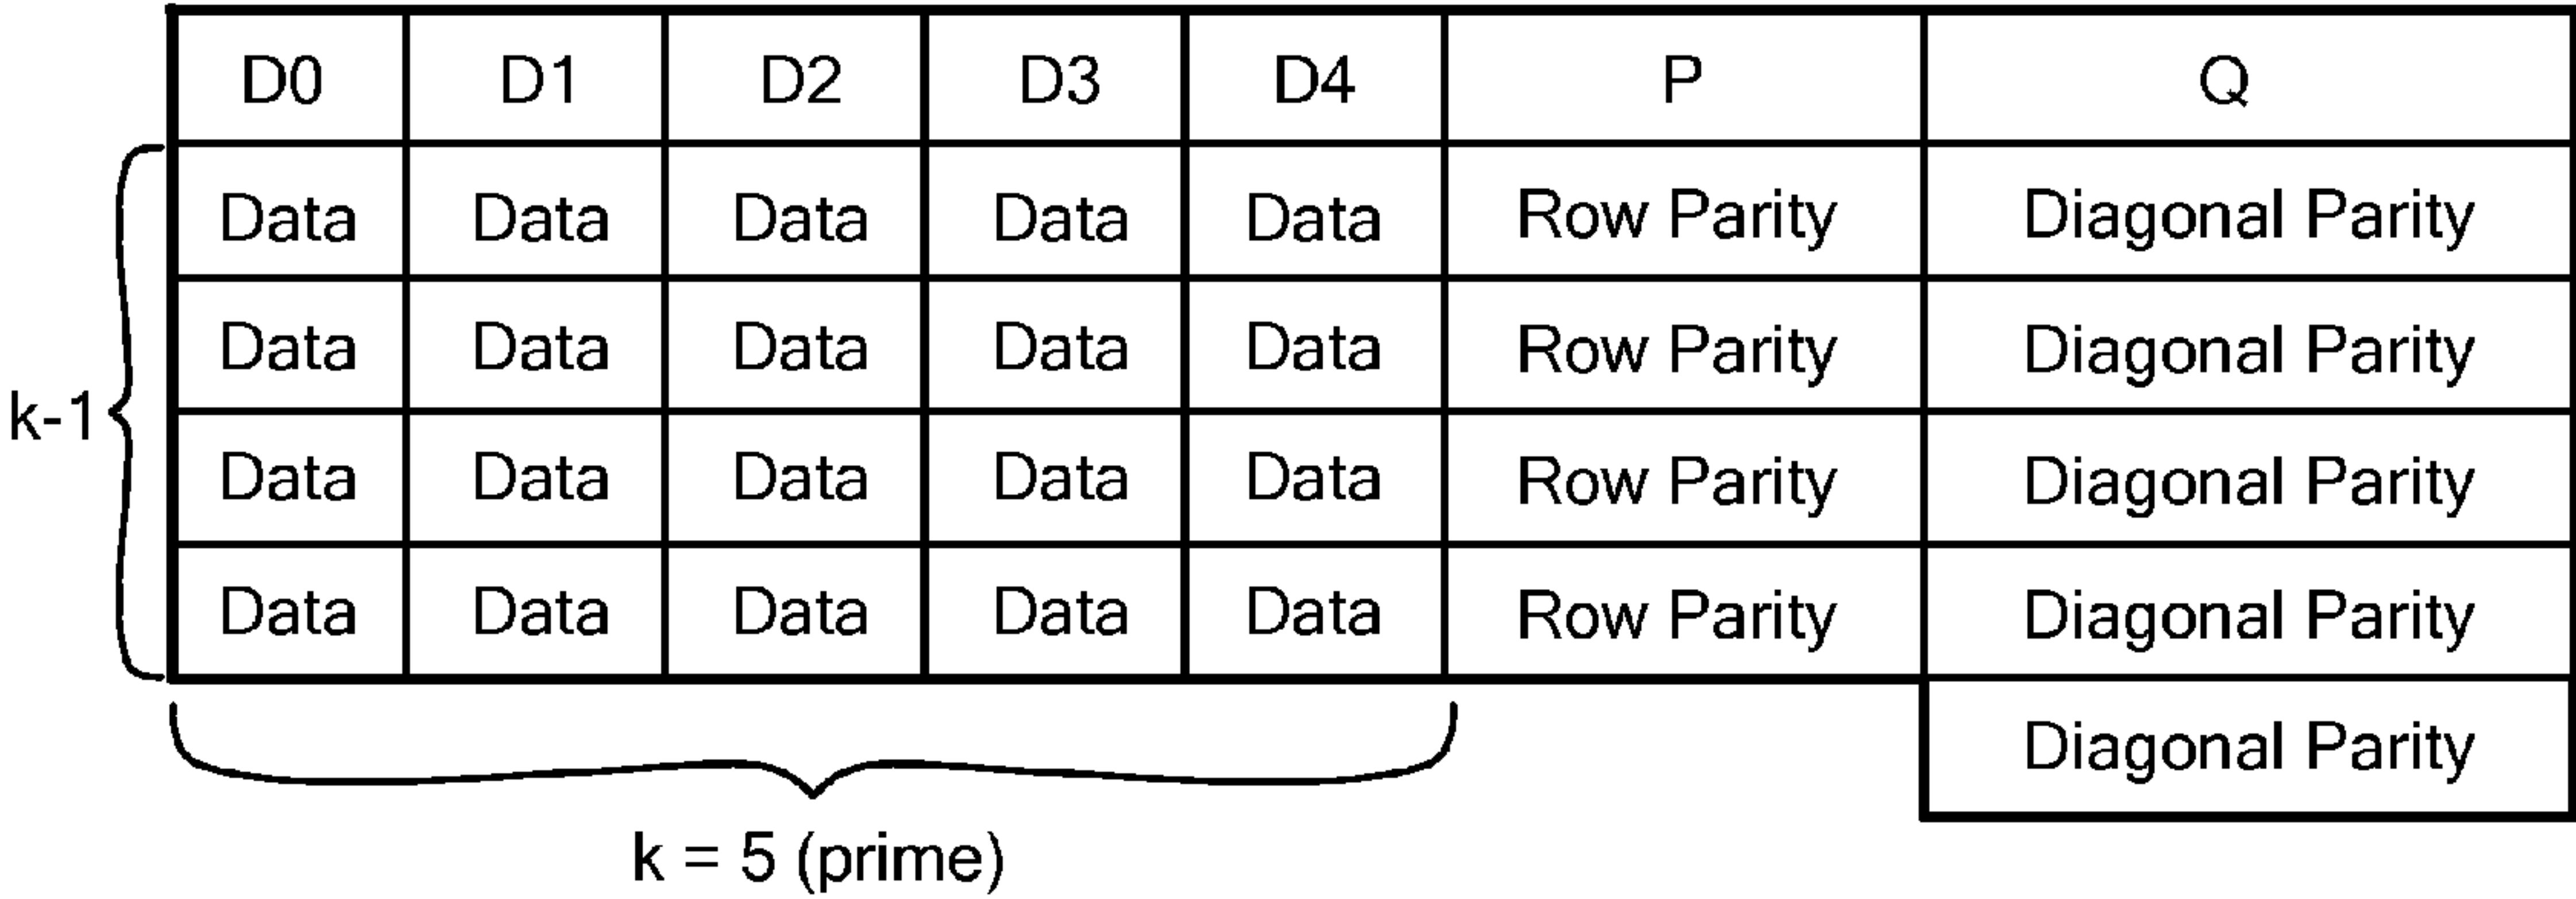 D0 D1 D2 D3 D4 P Q
Data Data Data Data Data Row Parity Diagonal Parity
Data Data Data Data Data Row Parity Diagonal Parity
k-1
Data Data Data Data Data Row Parity Diagonal Parity
Data Data Data Data Data Row Parity Diagonal Parity
Diagonal Parity
k = 5 (prime)